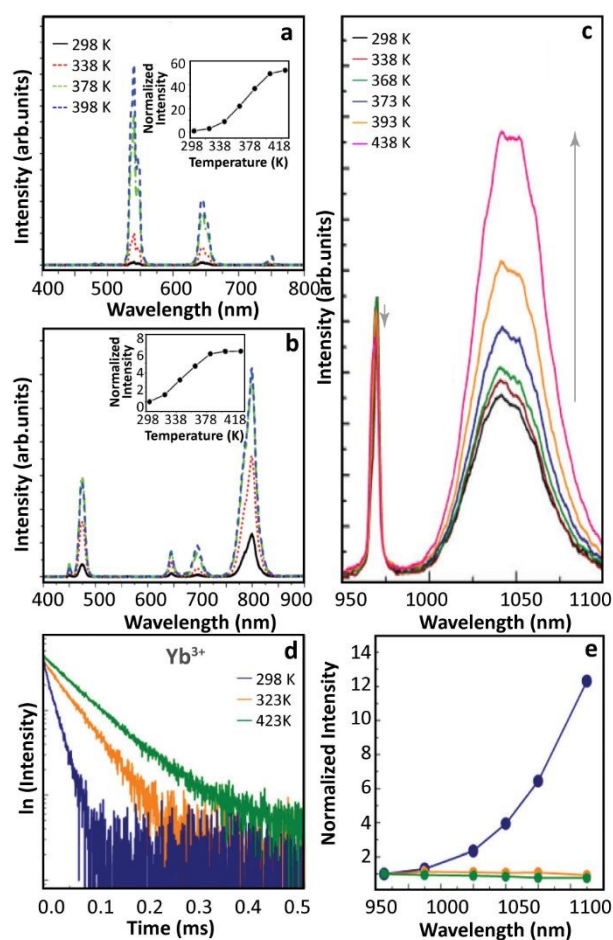 a
298 K
338 K
378 K
398 K
Normalized
Intensity
60
40
20
0
298 338 378 418
Temperature (K)
Intensity (arb.units)
400 500 600 700 800
Wavelength (nm)
b
Normalized
Intensity
8
6
4
2
0
298 338 378 418
Temperature (K)
Intensity (arb.units)
400 500 600 700 800 900
Wavelength (nm)
c
298 K
338 K
368 K
373 K
393 K
438 K
Intensity (arb.units)
950 1000 1050 1100
Wavelength (nm)
d
Yb³⁺
298 K
323K
423K
In (Intensity)
0.0 0.1 0.2 0.3 0.4 0.5
Time (ms)
e
Normalized Intensity
14
12
10
8
6
4
2
950 1000 1050 1100
Wavelength (nm)